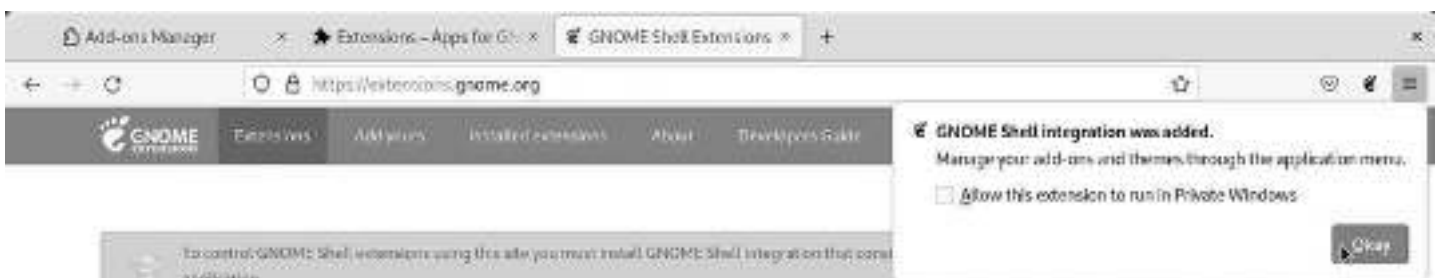 Add-ons Manager × Extensions – Apps for G × GNOME Shell Extensions × +
https://extensions.gnome.org
GNOME EXTENSIONS Extensions Add yours Installed extensions About Developers Guide
GNOME Shell integration was added.
Manage your add-ons and themes through the application menu.
Allow this extension to run in Private Windows
Okay
To control GNOME Shell extensions using this site you must install GNOME Shell integration that